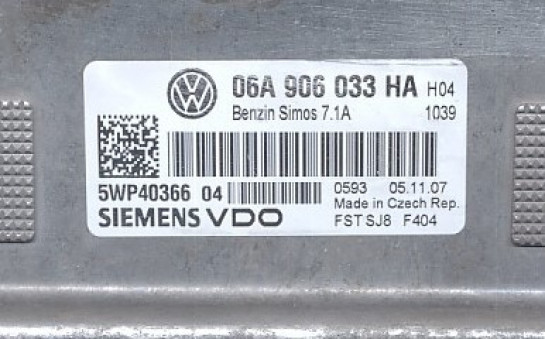 06A 906 033 HA H04
Benzin Simos 7.1A 1039
5WP40366 04 0593 05.11.07
Made in Czech Rep.
SIEMENS VDO FST SJ8 F404